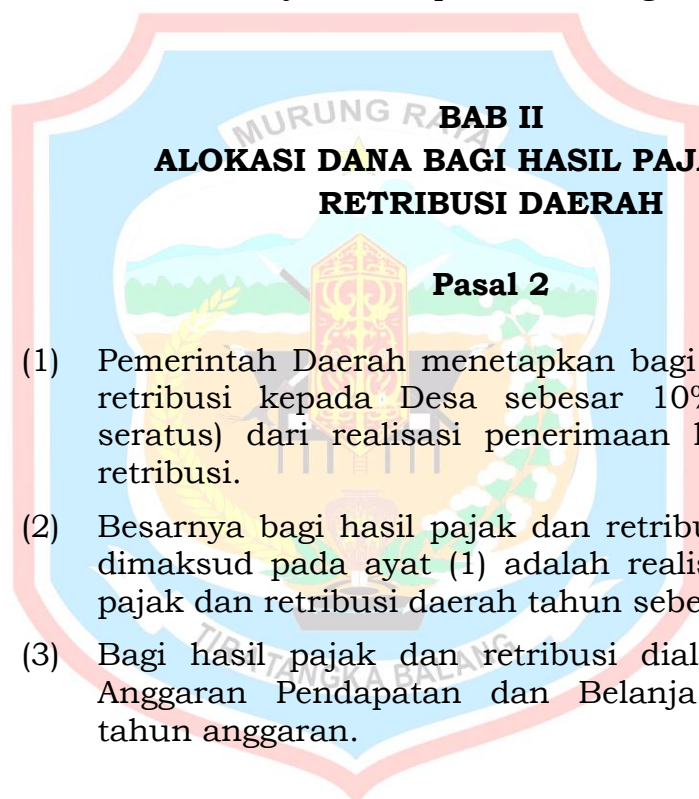 MURUNG RAYA
BAB II
ALOKASI DANA BAGI HASIL PAJA
RETRIBUSI DAERAH
Pasal 2
(1) Pemerintah Daerah menetapkan bagi
retribusi kepada Desa sebesar 10%
seratus) dari realisasi penerimaan
retribusi.
(2) Besarnya bagi hasil pajak dan retribu
dimaksud pada ayat (1) adalah realis
pajak dan retribusi daerah tahun sebe
(3) Bagi hasil pajak dan retribusi dial
Anggaran Pendapatan dan Belanja
tahun anggaran.
TIRA TANGKA BALANG